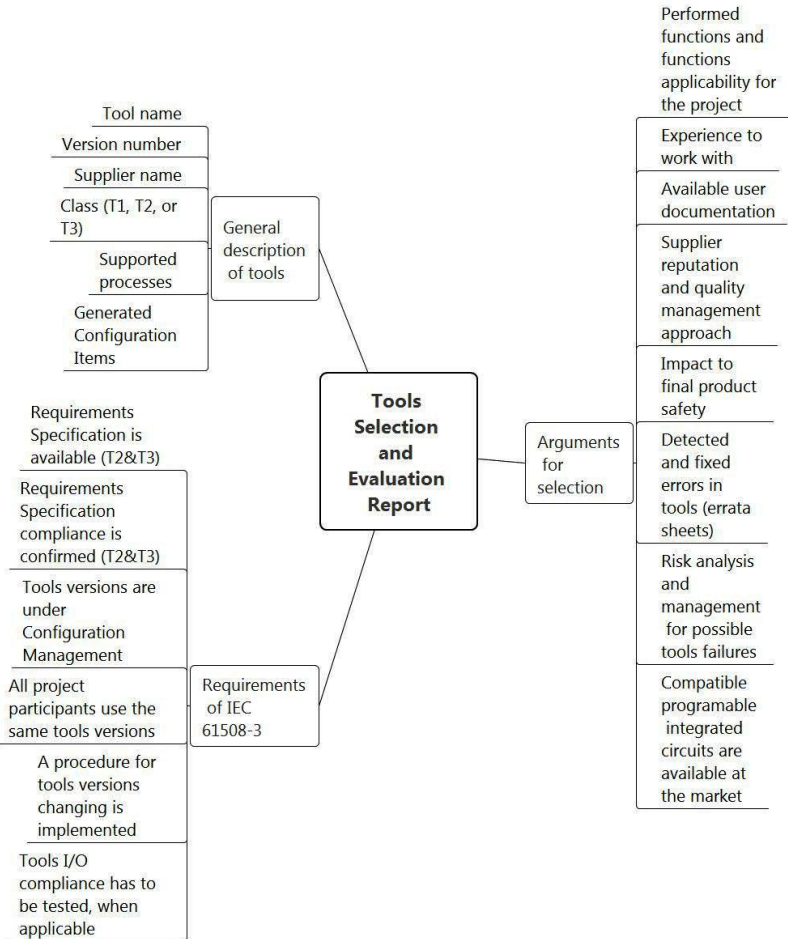 Tools
Selection
and
Evaluation
Report
General
description
of tools
Tool name
Version number
Supplier name
Class (T1, T2, or
T3)
Supported
processes
Generated
Configuration
Items
Requirements
of IEC
61508-3
Requirements
Specification is
available (T2&T3)
Requirements
Specification
compliance is
confirmed (T2&T3)
Tools versions are
under
Configuration
Management
All project
participants use the
same tools versions
A procedure for
tools versions
changing is
implemented
Tools I/O
compliance has to
be tested, when
applicable
Arguments
for
selection
Performed
functions and
functions
applicability for
the project
Experience to
work with
Available user
documentation
Supplier
reputation
and quality
management
approach
Impact to
final product
safety
Detected
and fixed
errors in
tools (errata
sheets)
Risk analysis
and
management
for possible
tools failures
Compatible
programable
integrated
circuits are
available at
the market